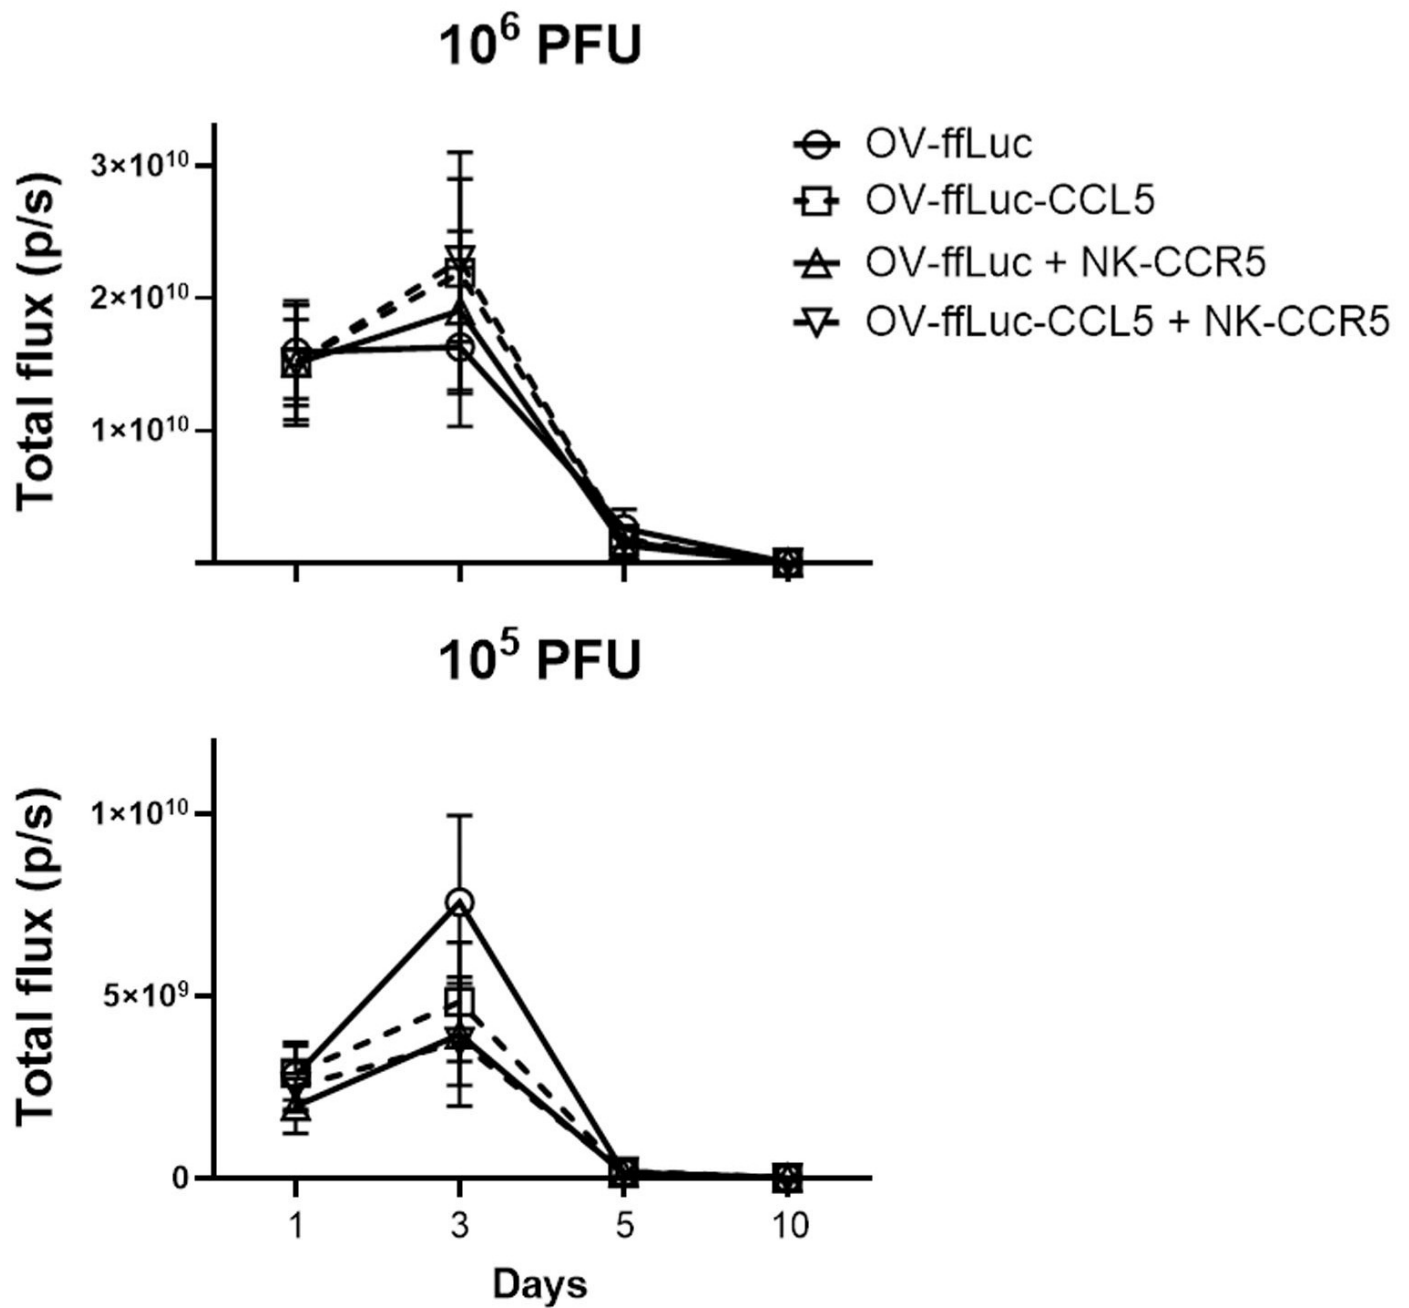 10⁶ PFU
Total flux (p/s)
3×10¹⁰
2×10¹⁰
1×10¹⁰
OV-ffLuc
OV-ffLuc-CCL5
OV-ffLuc + NK-CCR5
OV-ffLuc-CCL5 + NK-CCR5
10⁵ PFU
Total flux (p/s)
1×10¹⁰
5×10⁹
0
1 3 5 10
Days